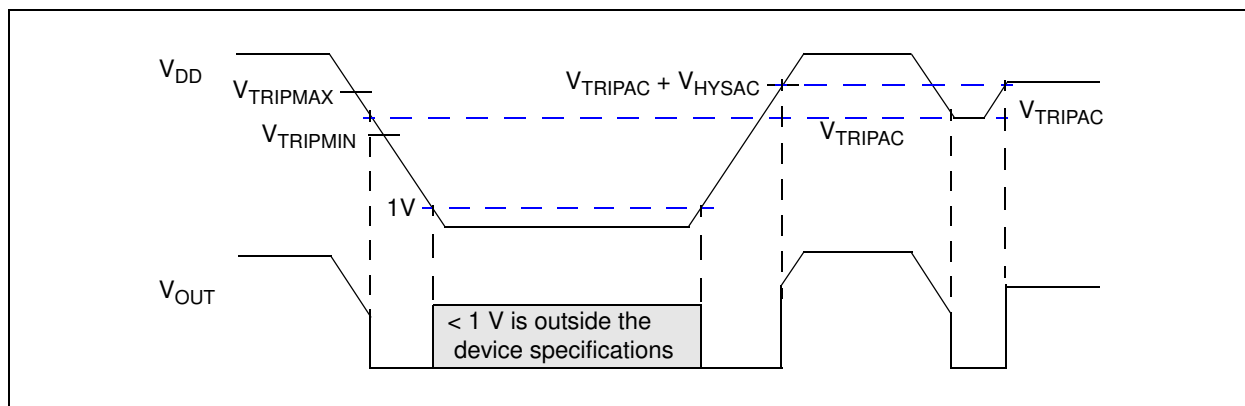 VDD
VTRIPMAX
VTRIPMIN
1V
VTRIPAC + VHYSAC
VTRIPAC
VTRIPAC
VOUT
< 1 V is outside the
device specifications